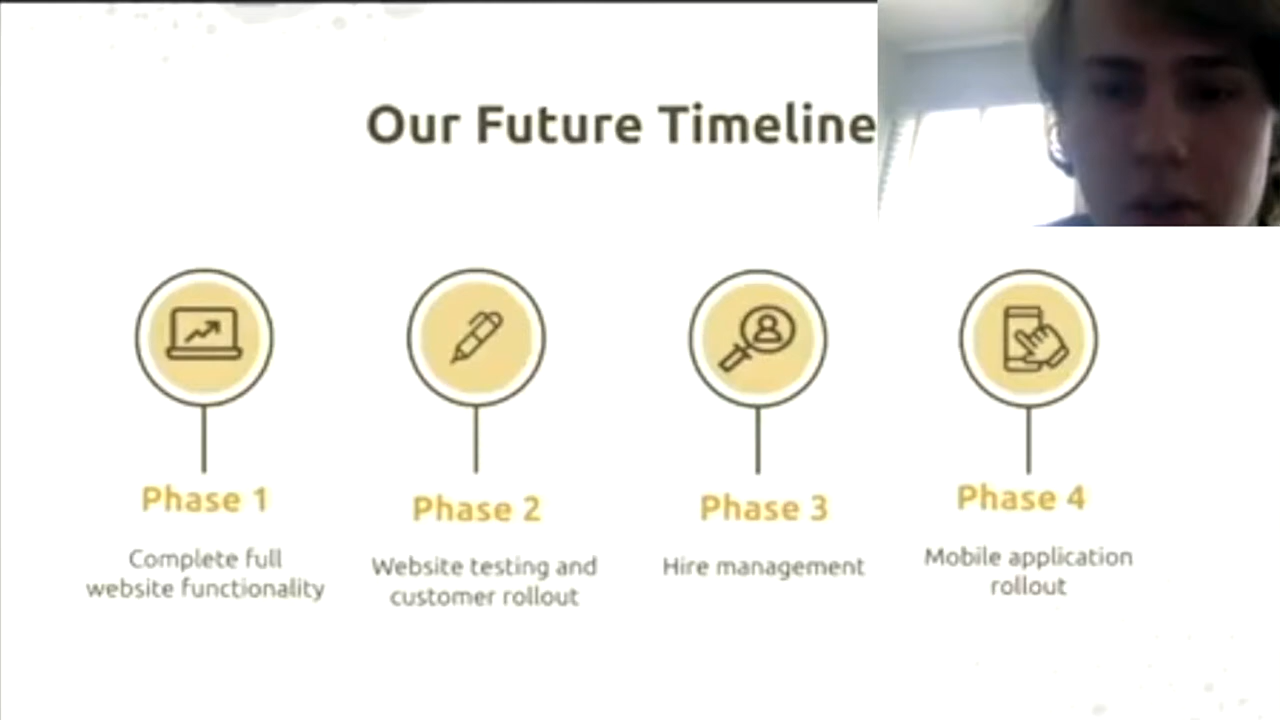 Our Future Timeline
Phase 1
Complete full
website functionality
Phase 2
Website testing and
customer rollout
Phase 3
Hire management
Phase 4
Mobile application
rollout